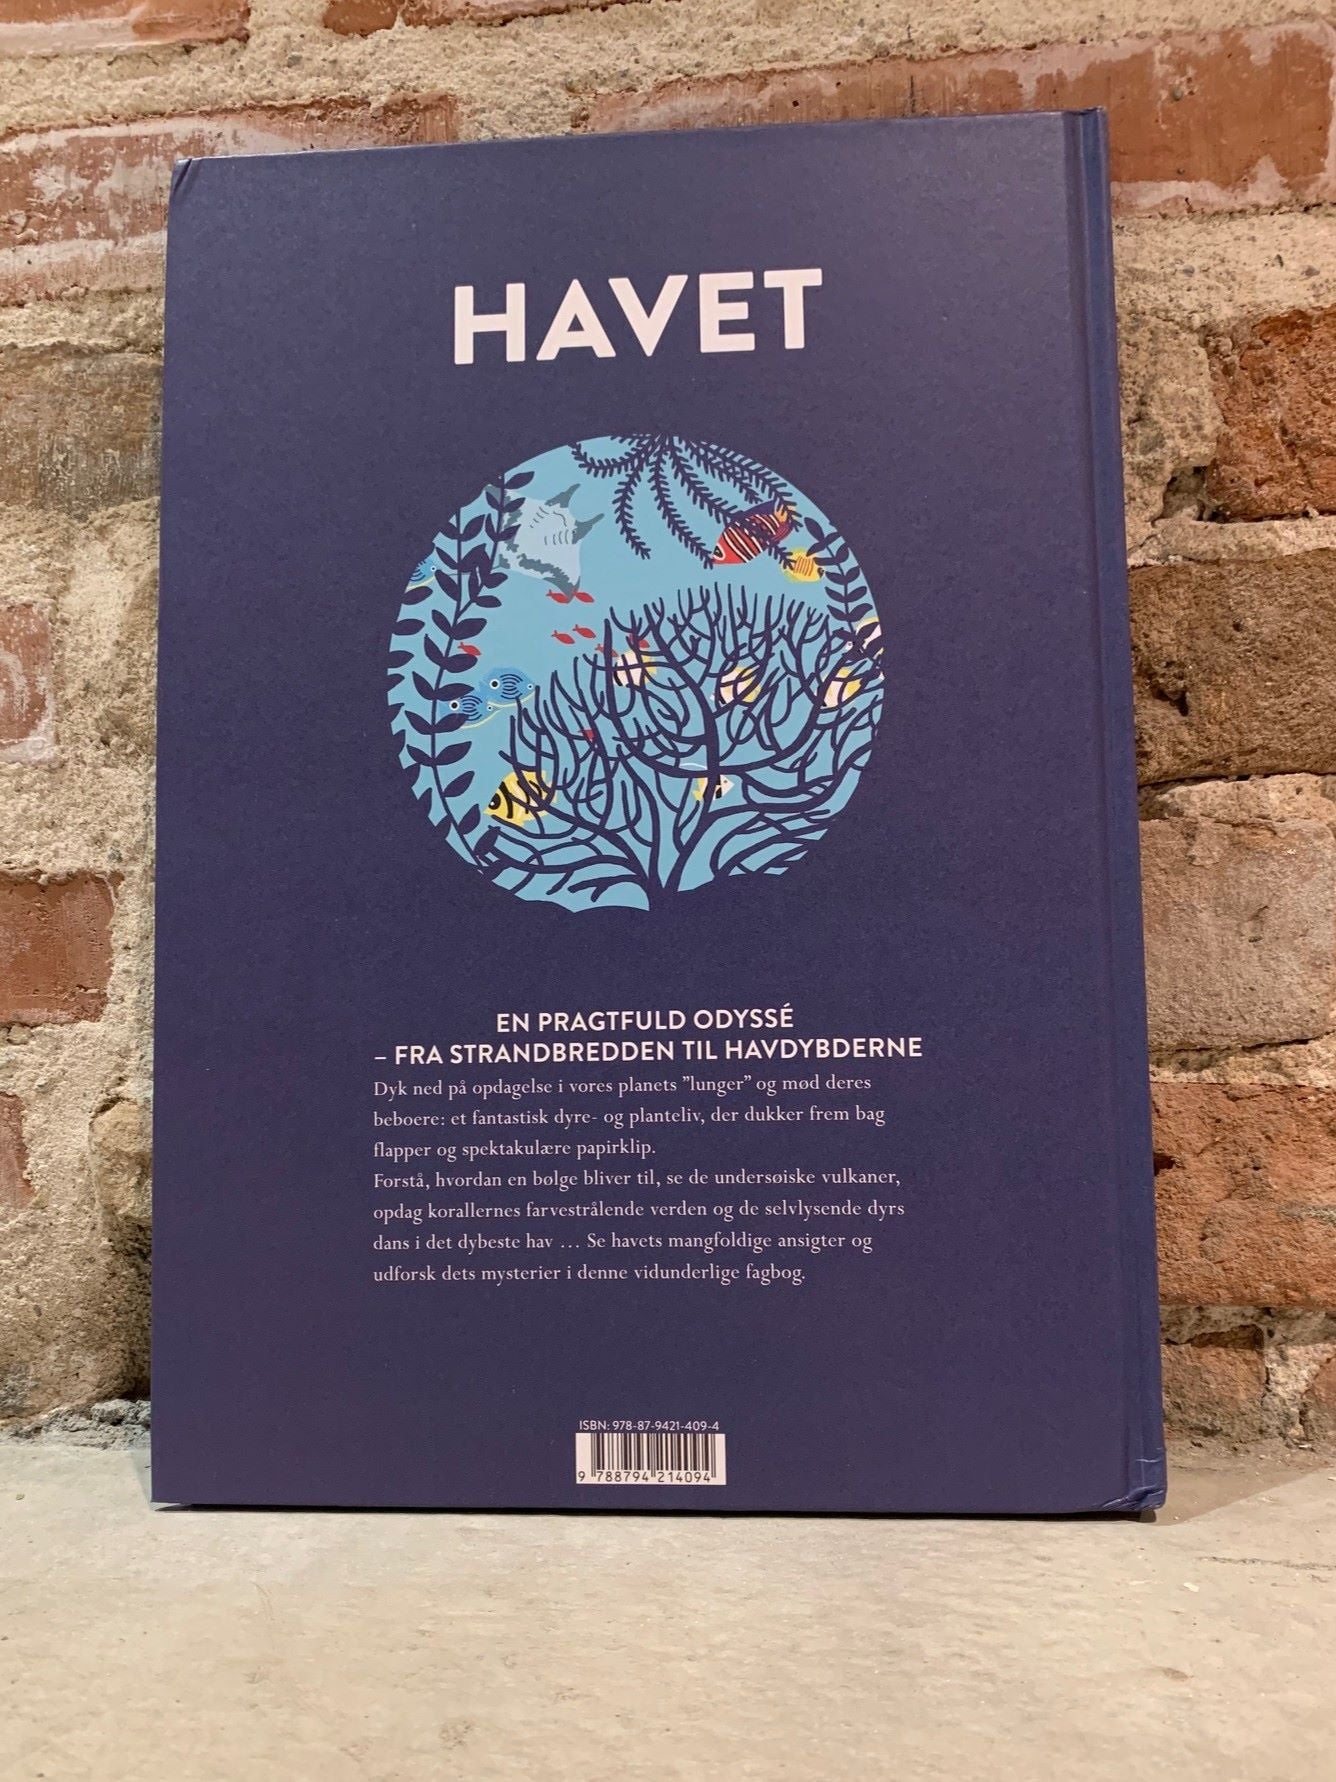 HAVET
EN PRAGTFULD ODYSSÉ
– FRA STRANDBREDDEN TIL HAVDYBDERNE
Dyk ned på opdagelse i vores planets ”lunger” og mød deres
beboere: et fantastisk dyre- og planteliv, der dukker frem bag
flapper og spektakulære papirklip.
Forstå, hvordan en bølge bliver til, se de undersøiske vulkaner,
opdag korallernes farvestrålende verden og de selvlysende dyrs
dans i det dybeste hav … Se havets mangfoldige ansigter og
udforsk dets mysterier i denne vidunderlige fagbog.
ISBN: 978-87-9421-409-4
9 788794 214094